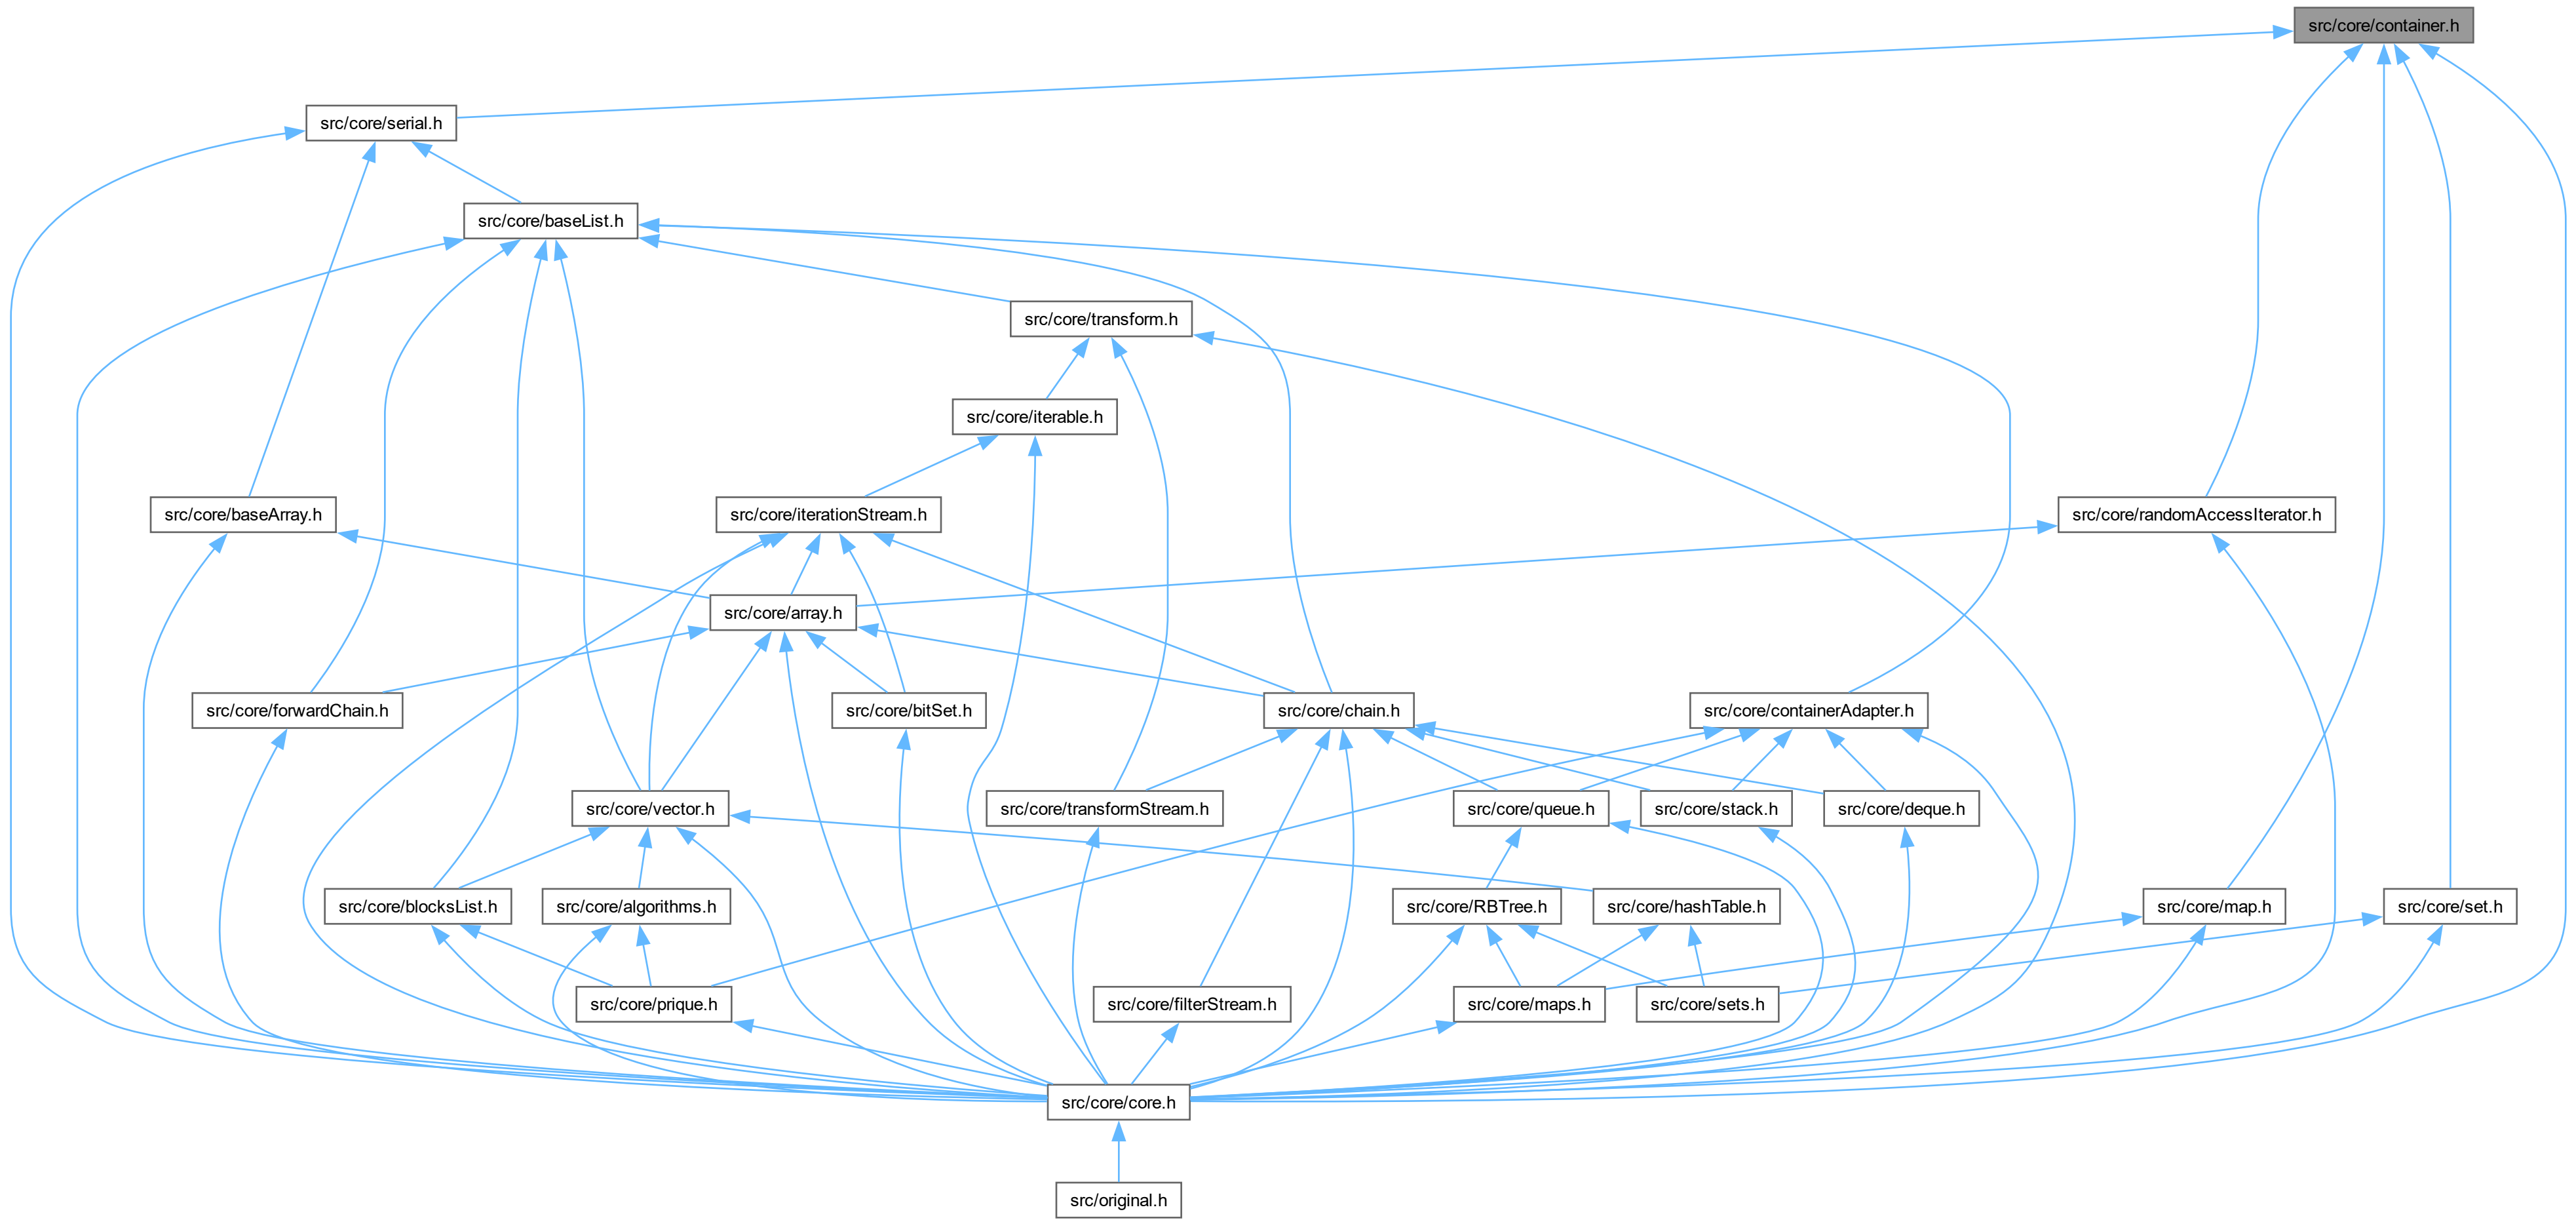 src/core/container.h
src/core/serial.h
src/core/baseList.h
src/core/transform.h
src/core/iterable.h
src/core/baseArray.h
src/core/iterationStream.h
src/core/randomAccessIterator.h
src/core/array.h
src/core/forwardChain.h
src/core/bitSet.h
src/core/chain.h
src/core/containerAdapter.h
src/core/vector.h
src/core/transformStream.h
src/core/queue.h
src/core/stack.h
src/core/deque.h
src/core/blocksList.h
src/core/algorithms.h
src/core/RBTree.h
src/core/hashTable.h
src/core/map.h
src/core/set.h
src/core/prique.h
src/core/filterStream.h
src/core/maps.h
src/core/sets.h
src/core/core.h
src/original.h